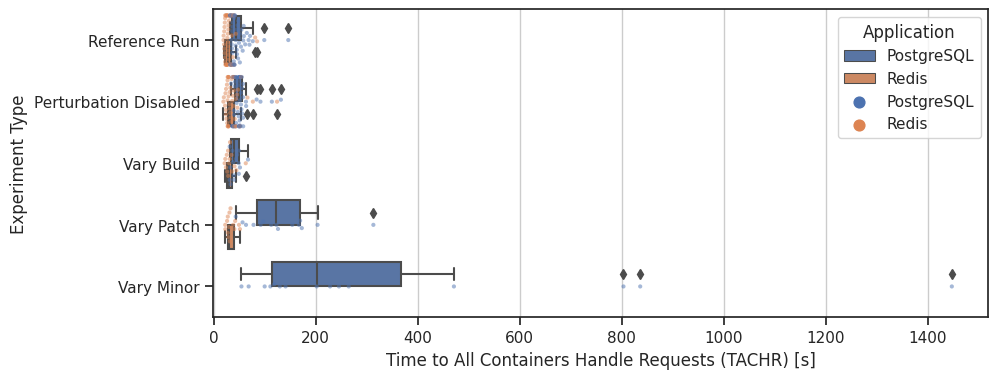 Application
PostgreSQL
Redis
PostgreSQL
Redis
Experiment Type
Reference Run
Perturbation Disabled
Vary Build
Vary Patch
Vary Minor
0 200 400 600 800 1000 1200 1400
Time to All Containers Handle Requests (TACHR) [s]